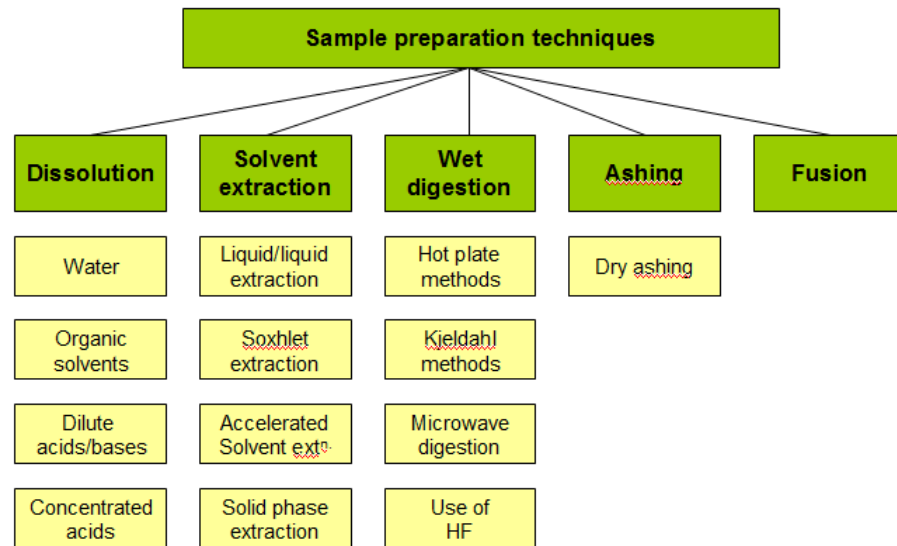 Sample preparation techniques
Dissolution
Solvent
extraction
Wet
digestion
Ashing
Fusion
Water
Liquid/liquid
extraction
Hot plate
methods
Dry ashing
Organic
solvents
Soxhlet
extraction
Kjeldahl
methods
Dilute
acids/bases
Accelerated
Solvent extⁿ.
Microwave
digestion
Concentrated
acids
Solid phase
extraction
Use of
HF